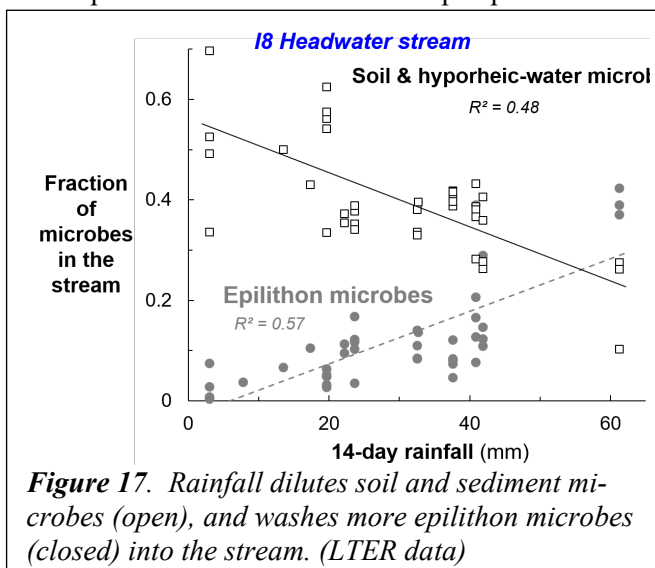 I8 Headwater stream
Soil & hyporheic-water microb
R² = 0.48
0.6
Fraction
of
microbes
in the
stream
0.4
0.2
0
Epilithon microbes
R² = 0.57
0 20 40 60
14-day rainfall (mm)
Figure 17. Rainfall dilutes soil and sediment mi-
crobes (open), and washes more epilithon microbes
(closed) into the stream. (LTER data)